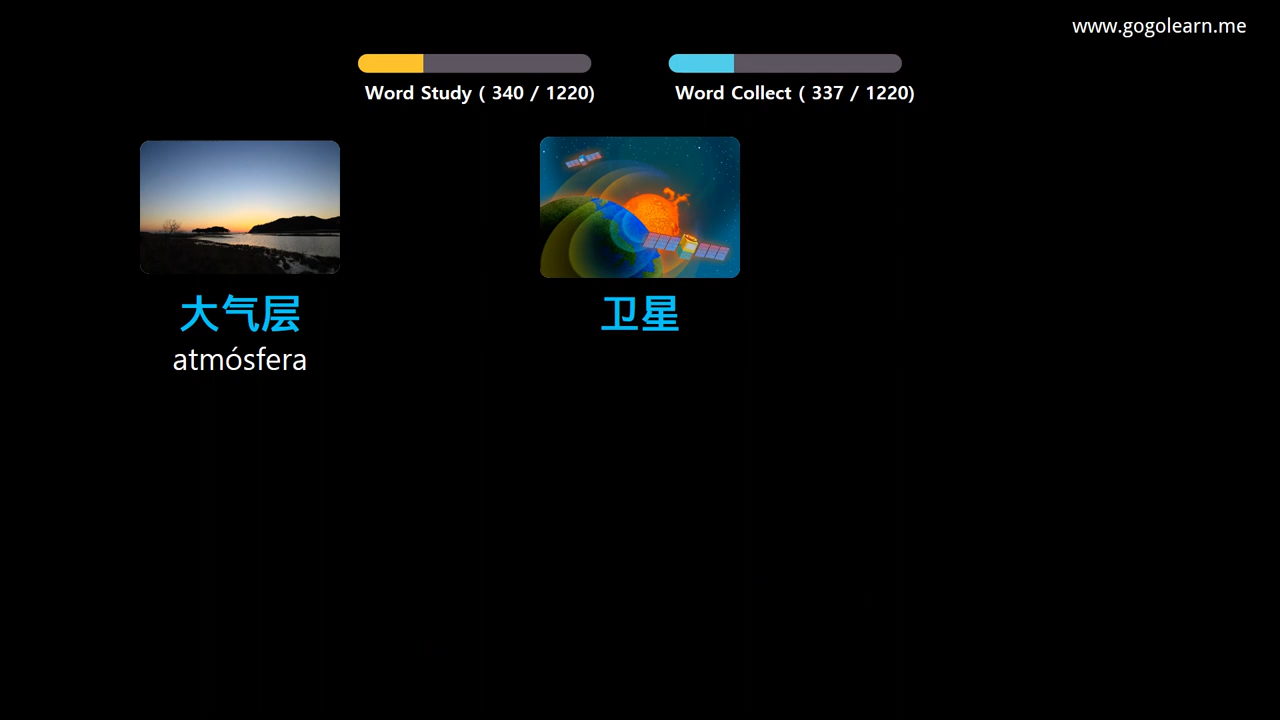 www.gogolearn.me
Word Study ( 340 / 1220)
Word Collect ( 337 / 1220)
大气层
atmósfera
卫星